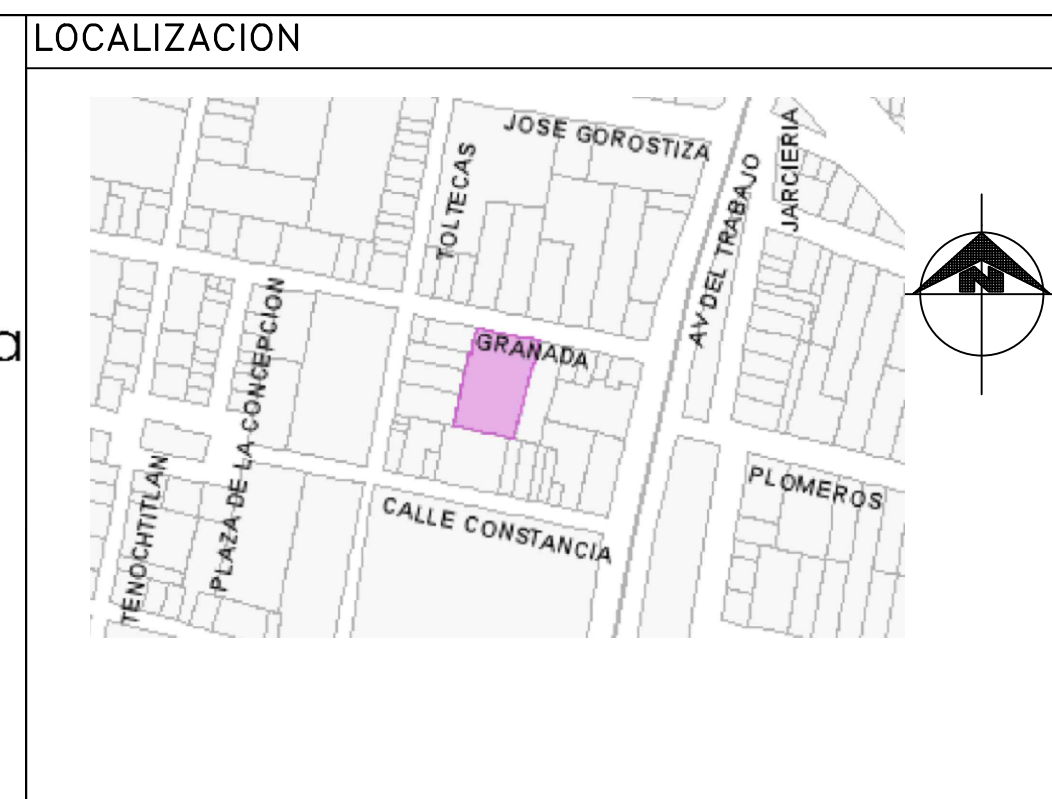 LOCALIZACION
JOSE GOROSTIZA
TOLTECAS
JARCIERIA
AV DEL TRABAJO
N
a
GRANADA
PLAZA DE LA CONCEPCION
TENOCHTITLAN
PLOMEROS
CALLE CONSTANCIA